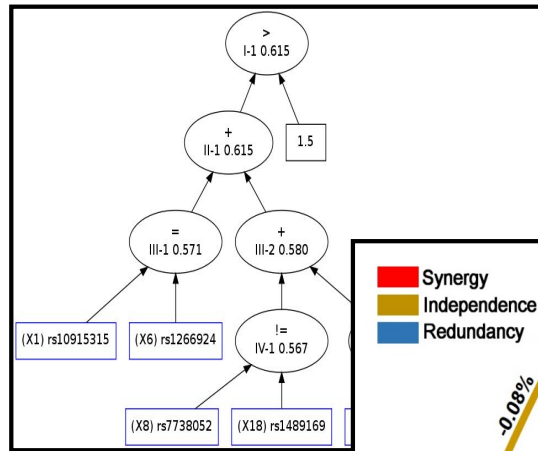 >
I-1 0.615
+
II-1 0.615
1.5
=
III-1 0.571
+
III-2 0.580
(X1) rs10915315
(X6) rs1266924
!=
IV-1 0.567
(X8) rs7738052
(X18) rs1489169
Synergy
Independence
Redundancy
-0.08%